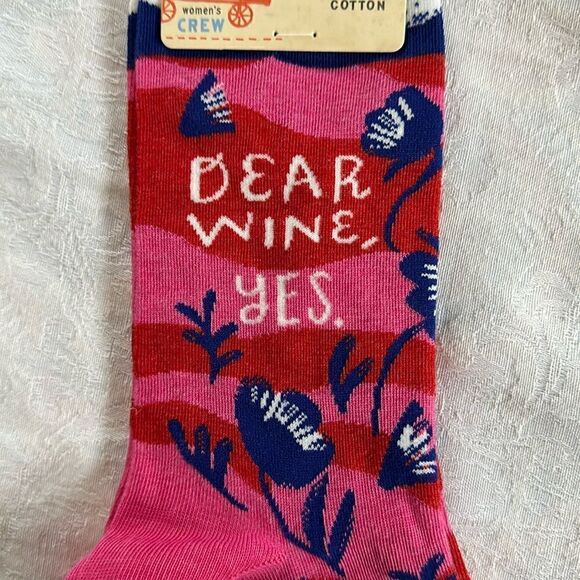 women's
CREW
COTTON
DEAR
WINE,
YES.